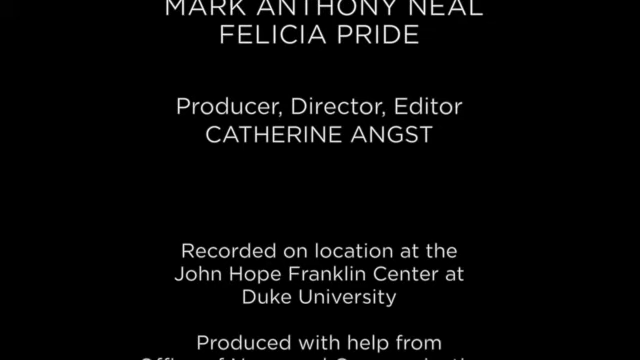 MARK ANTHONY NEAL
FELICIA PRIDE
Producer, Director, Editor
CATHERINE ANGST
Recorded on location at the
John Hope Franklin Center at
Duke University
Produced with help from